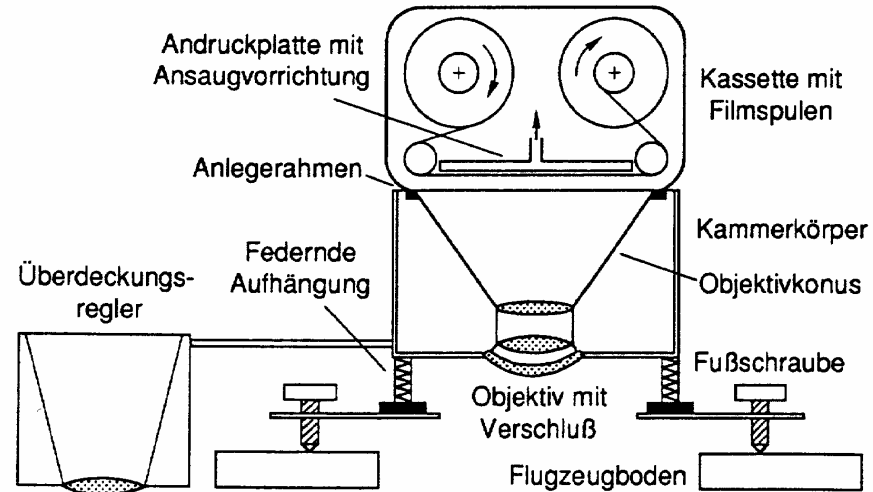 Andruckplatte mit
Ansaugvorrichtung
Kassette mit
Filmspulen
Anlegerahmen
Kammerkörper
Federnde
Aufhängung
Überdeckungs-
regler
Objektivkonus
Fußschraube
Objektiv mit
Verschluß
Flugzeugboden